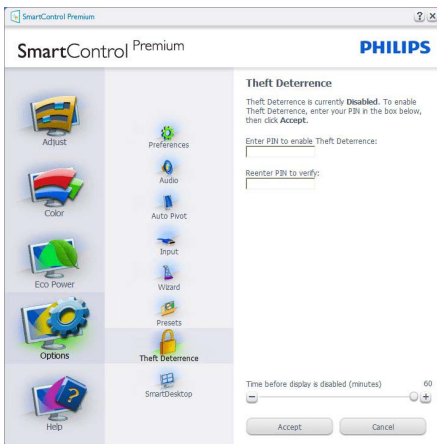 SmartControl Premium
SmartControl Premium
PHILIPS
Adjust
Color
Eco Power
Options
Help
Preferences
Audio
Auto Pivot
Input
Wizard
Presets
Theft Deterrence
SmartDesktop
Theft Deterrence
Theft Deterrence is currently Disabled. To enable
Theft Deterrence, enter your PIN in the box below,
then click Accept.
Enter PIN to enable Theft Deterrence:
Reenter PIN to verify:
Time before display is disabled (minutes) 60
Accept
Cancel